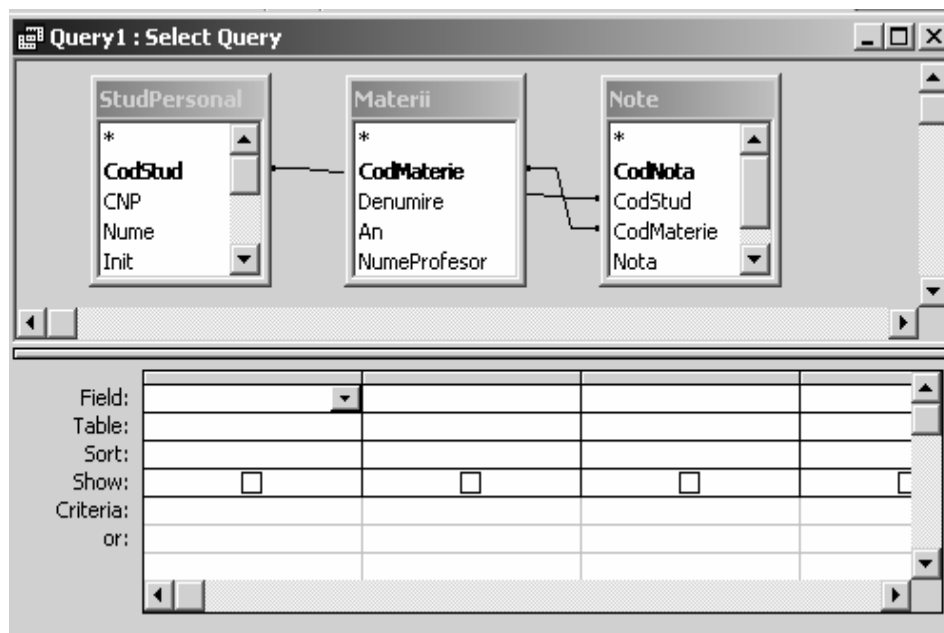 Query1 : Select Query
StudPersonal
*
CodStud
CNP
Nume
Init
Materii
*
CodMaterie
Denumire
An
NumeProfesor
Note
*
CodNota
CodStud
CodMaterie
Nota
Field:
Table:
Sort:
Show:
Criteria:
or: